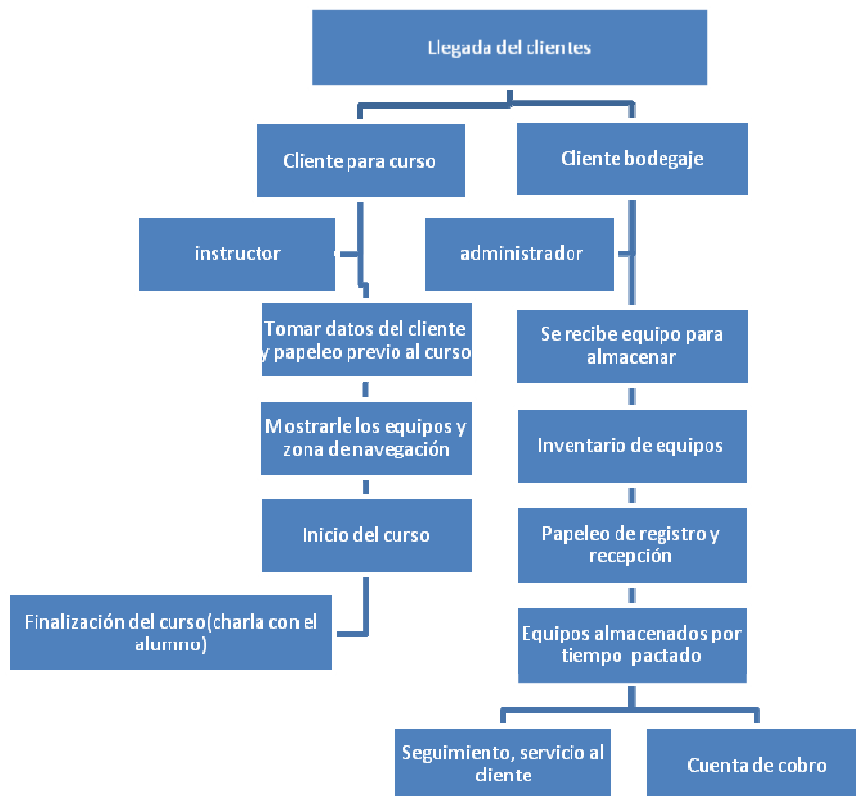 Llegada del clientes
Cliente para curso
Cliente bodegaje
instructor
administrador
Tomar datos del cliente
y papeleo previo al curso
Se recibe equipo para
almacenar
Mostrarle los equipos y
zona de navegación
Inventario de equipos
Inicio del curso
Papeleo de registro y
recepción
Finalización del curso(charla con el
alumno)
Equipos almacenados por
tiempo pactado
Seguimiento, servicio al
cliente
Cuenta de cobro